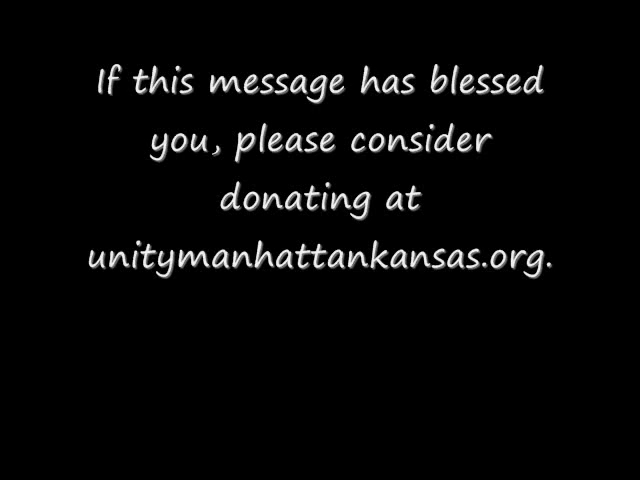 If this message has blessed
you, please consider
donating at
unitymanhattankansas.org.